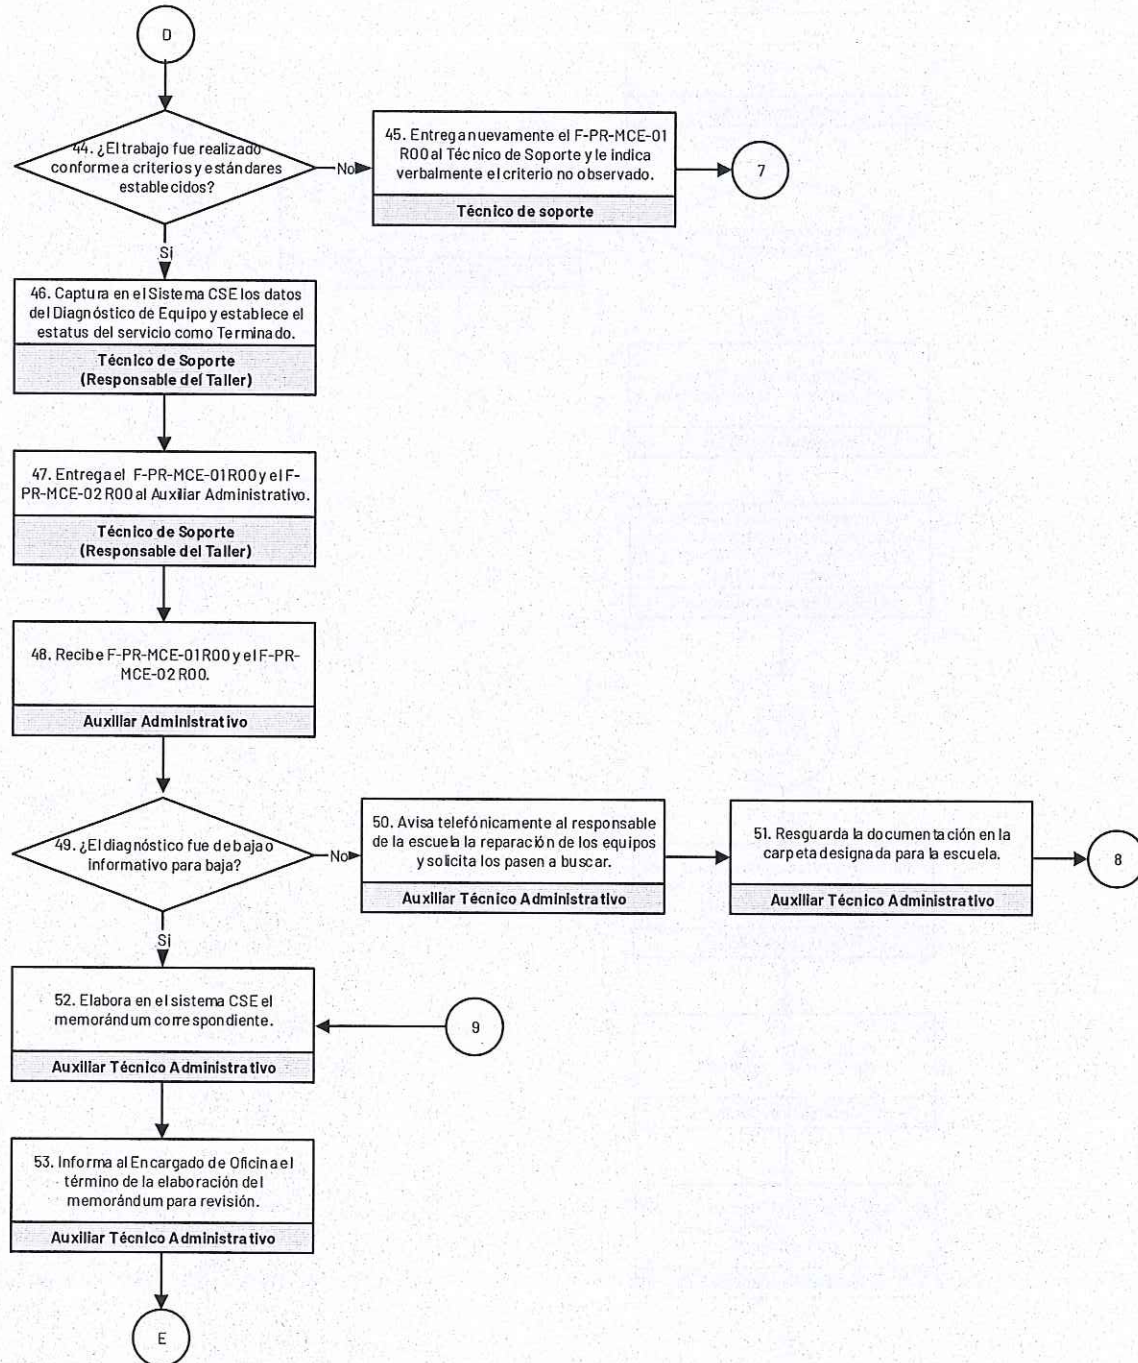 D
44. ¿El trabajo fue realizado
conforme a criterios y estándares
establecidos?
No
45. Entrega nuevamente el F-PR-MCE-01
R00 al Técnico de Soporte y le indica
verbalmente el criterio no observado.
Técnico de soporte
7
Si
46. Captura en el Sistema CSE los datos
del Diagnóstico de Equipo y establece el
estatus del servicio como Terminado.
Técnico de Soporte
(Responsable del Taller)
47. Entrega el F-PR-MCE-01 R00 y el F-
PR-MCE-02 R00 al Auxiliar Administrativo.
Técnico de Soporte
(Responsable del Taller)
48. Recibe F-PR-MCE-01 R00 y el F-PR-
MCE-02 R00.
Auxiliar Administrativo
49. ¿El diagnóstico fue de baja o
informativo para baja?
No
50. Avisa telefónicamente al responsable
de la escuela la reparación de los equipos
y solicita los pasen a buscar.
Auxiliar Técnico Administrativo
51. Resguarda la documentación en la
carpeta designada para la escuela.
Auxiliar Técnico Administrativo
8
Si
52. Elabora en el sistema CSE el
memorándum correspondiente.
Auxiliar Técnico Administrativo
9
53. Informa al Encargado de Oficina el
término de la elaboración del
memorándum para revisión.
Auxiliar Técnico Administrativo
E